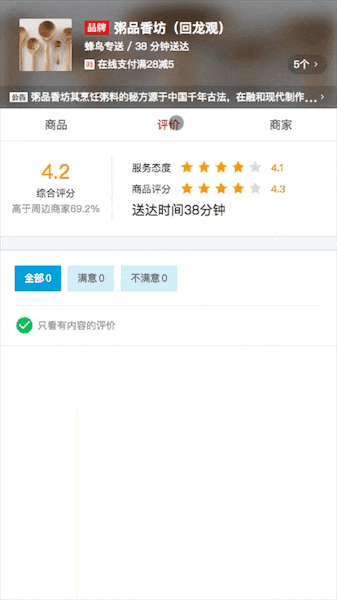 品牌 粥品香坊（回龙观）
蜂鸟专送 / 38 分钟送达
减 在线支付满28减5
5个 >
公告 粥品香坊其烹饪粥料的秘方源于中国千年古法，在融和现代制作... >
商品 评价 商家
4.2
综合评分
高于周边商家69.2%
服务态度 4.1
商品评分 4.3
送达时间38分钟
全部 0 满意 0 不满意 0
只看有内容的评价